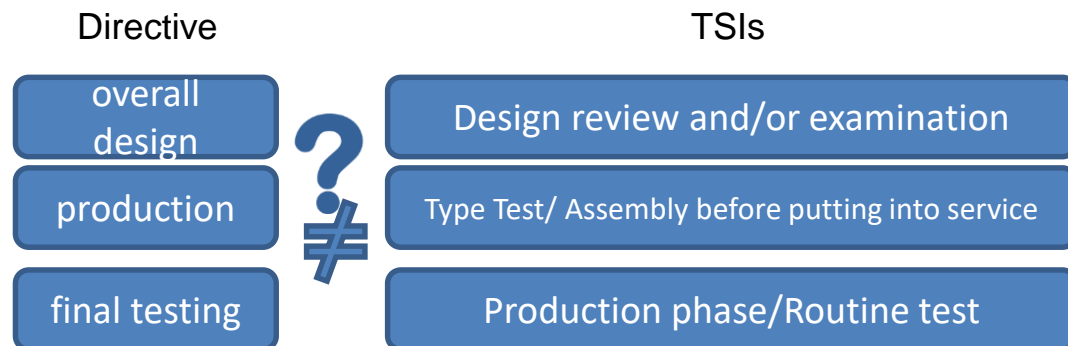 Directive
TSIs
overall
design
Design review and/or examination
?
production
Type Test/ Assembly before putting into service
≠
final testing
Production phase/Routine test